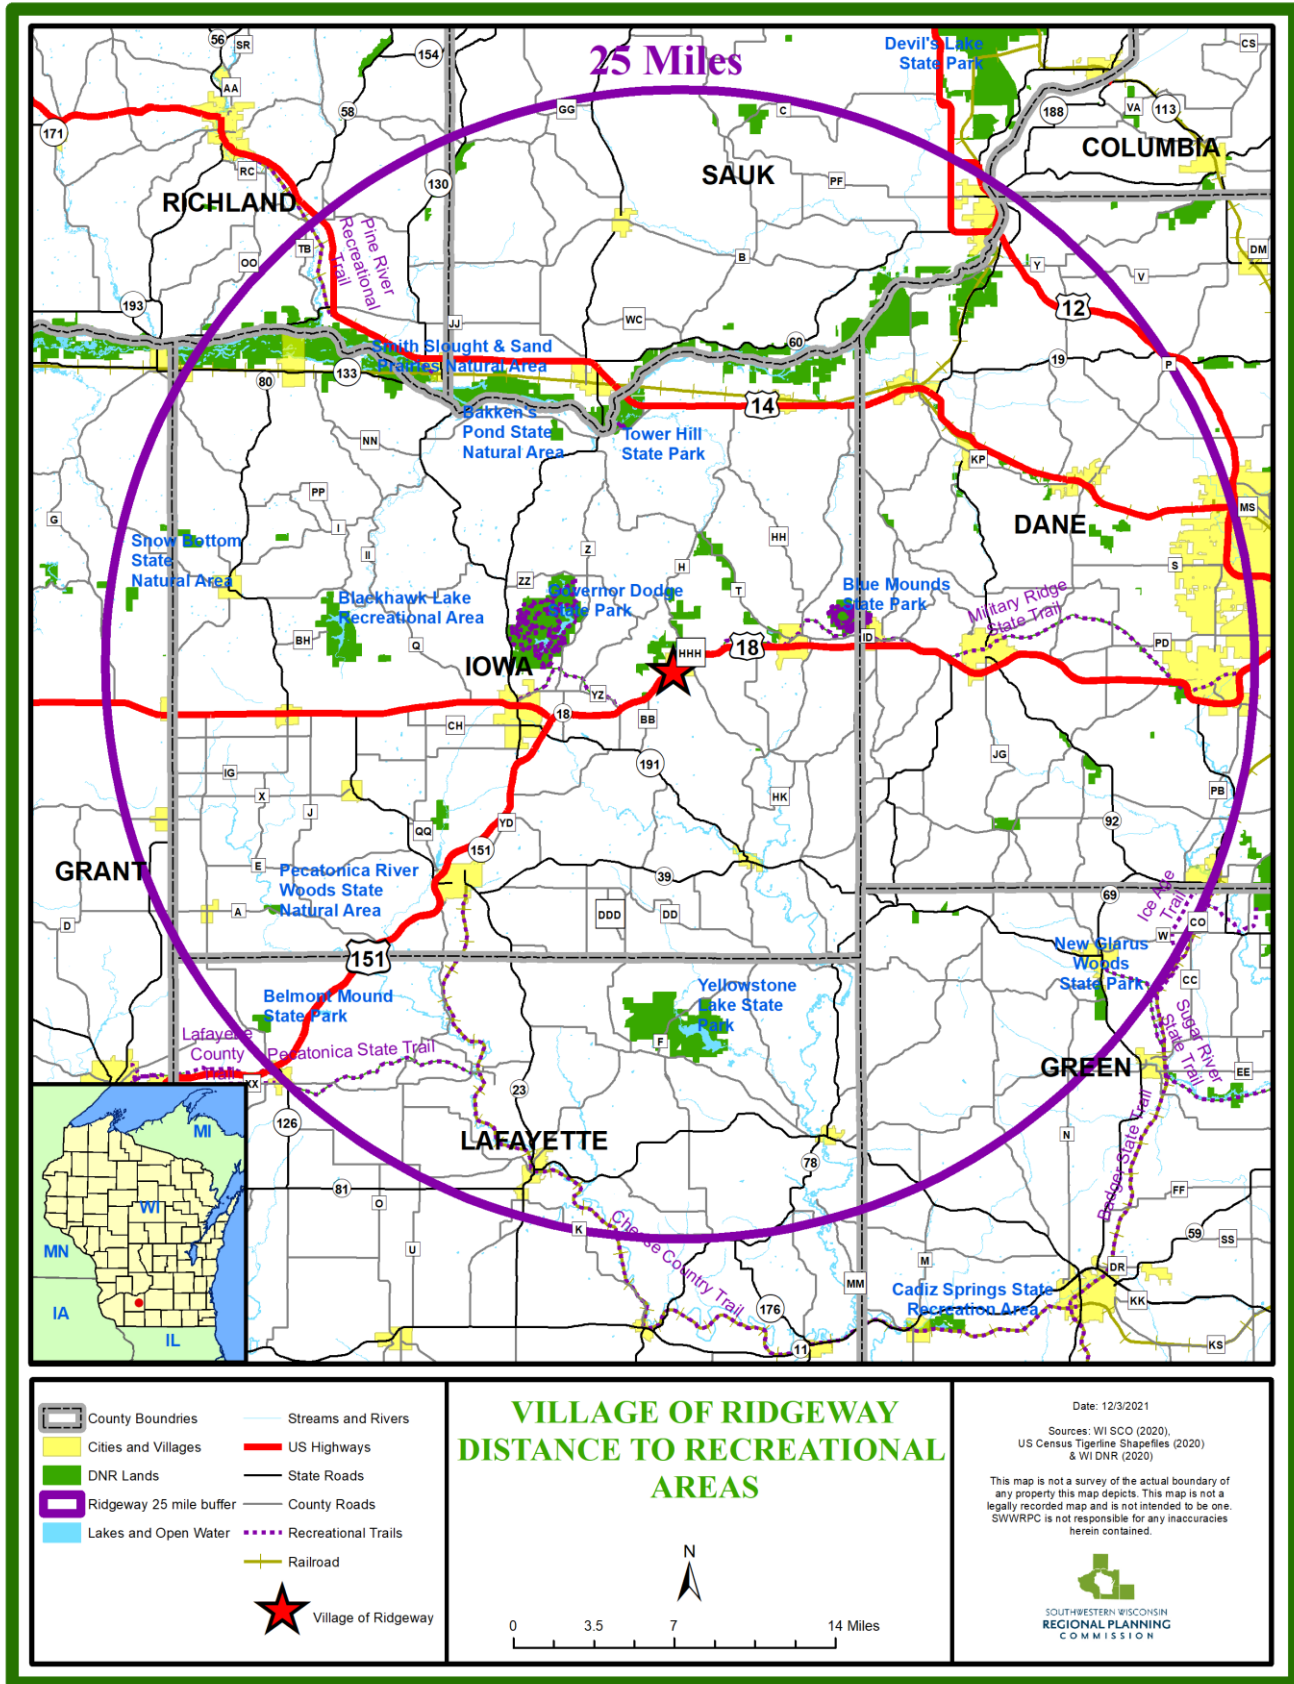 25 Miles
Devil's Lake
State Park
56
SR
154
CS
AA
58
GG
C
188
VA
113
171
COLUMBIA
RC
130
SAUK
PF
RICHLAND
Pine River
Recreational
Trail
TB
OO
B
Y
V
DM
193
12
JJ
WC
60
Smith Slought & Sand
Prairies Natural Area
19
P
133
80
14
Bakken's
Pond State
Natural Area
NN
Tower Hill
State Park
KP
PP
G
I
DANE
MS
Snow Bottom
State
Natural Area
II
Z
HH
H
S
ZZ
T
Governor Dodge
State Park
Blue Mounds
State Park
Blackhawk Lake
Recreational Area
Military Ridge
State Trail
BH
Q
ID
PD
HHH
18
IOWA
YZ
18
BB
CH
191
JG
IG
X
J
HK
PB
QQ
YD
92
151
GRANT
E
Pecatonica River
Woods State
Natural Area
39
69
Ice Age
Trail
A
D
DDD
DD
CO
W
New Glarus
Woods
State Park
151
CC
Belmont Mound
State Park
Yellowstone
Lake State
Park
Sugar River
State Trail
Lafayette
County
Trail
Pecatonica State Trail
F
GREEN
EE
XX
23
126
LAFAYETTE
N
Badger State Trail
78
81
O
FF
K
Cheese Country Trail
U
59
SS
M
MM
DR
Cadiz Springs State
Recreation Area
KK
176
11
KS
MI
WI
MN
IA
IL
County Boundries
Cities and Villages
DNR Lands
Ridgeway 25 mile buffer
Lakes and Open Water
Streams and Rivers
US Highways
State Roads
County Roads
Recreational Trails
Railroad
Village of Ridgeway
VILLAGE OF RIDGEWAY
DISTANCE TO RECREATIONAL
AREAS
N
0 3.5 7 14 Miles
Date: 12/3/2021
Sources: WI SCO (2020),
US Census Tigerline Shapefiles (2020)
& WI DNR (2020)
This map is not a survey of the actual boundary of
any property this map depicts. This map is not a
legally recorded map and is not intended to be one.
SWWRPC is not responsible for any inaccuracies
herein contained.
SOUTHWESTERN WISCONSIN
REGIONAL PLANNING
COMMISSION